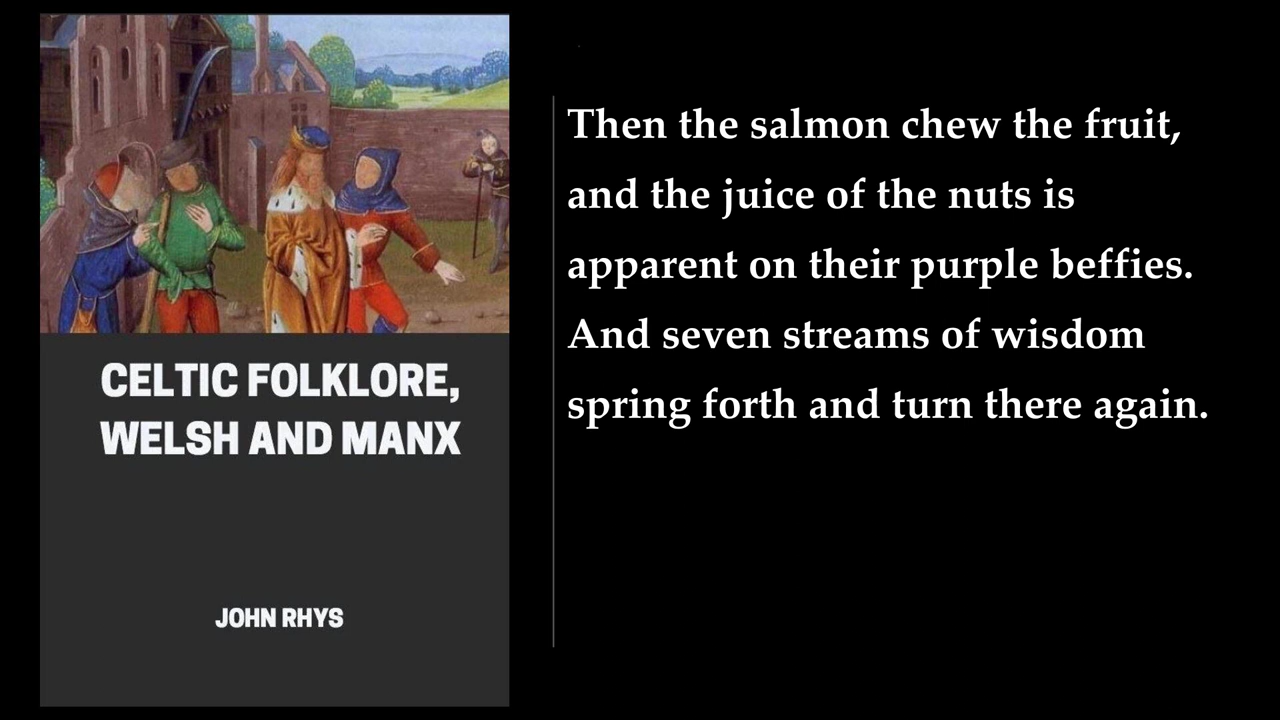 CELTIC FOLKLORE,
WELSH AND MANX
JOHN RHYS
Then the salmon chew the fruit,
and the juice of the nuts is
apparent on their purple beffies.
And seven streams of wisdom
spring forth and turn there again.